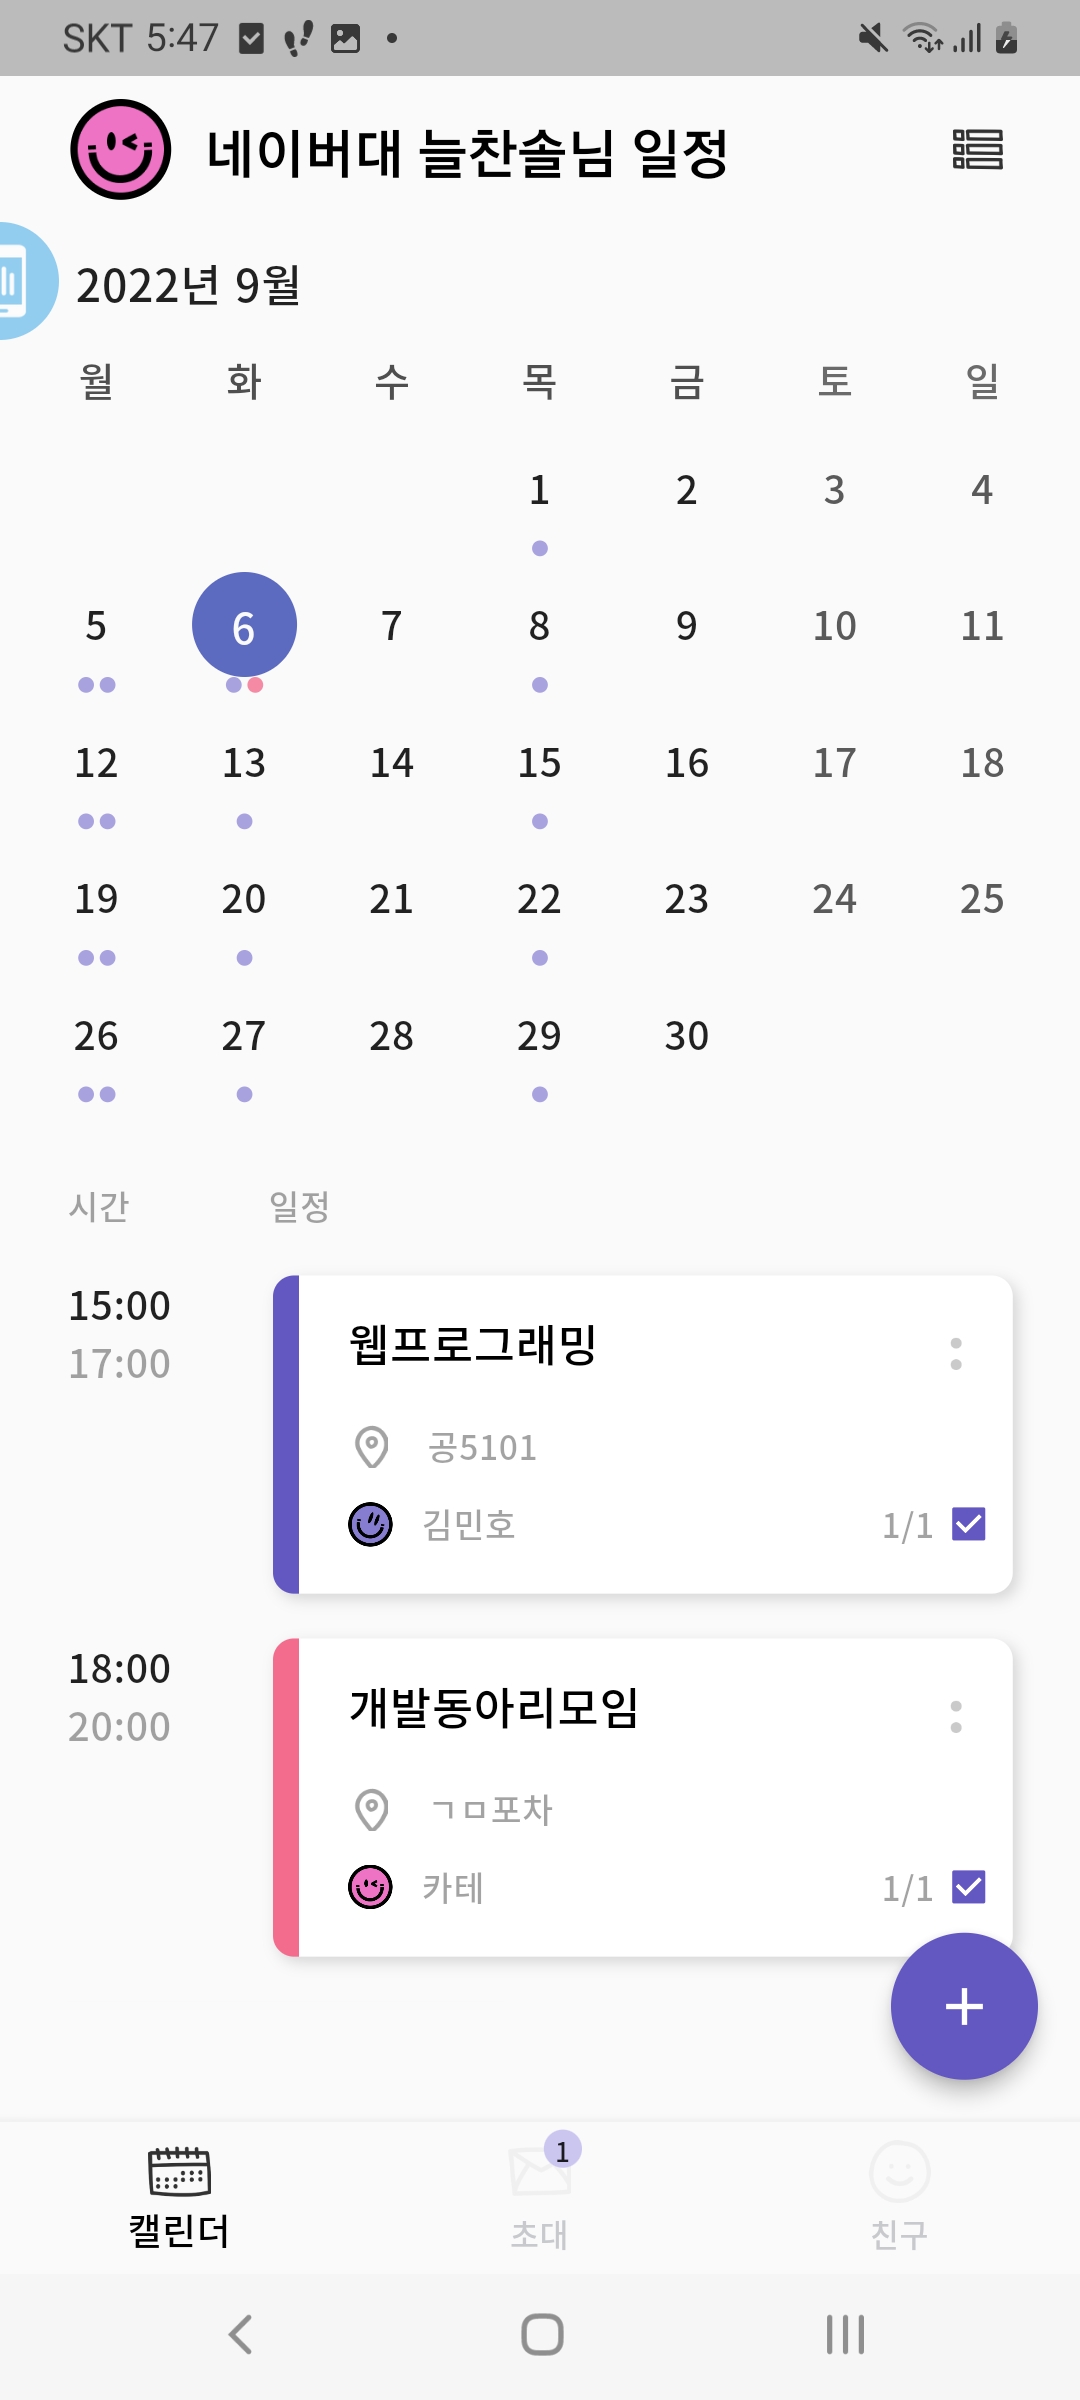 SKT 5:47
네이버대 늘찬솔님 일정
2022년 9월
월 화 수 목 금 토 일
1 2 3 4
5 6 7 8 9 10 11
12 13 14 15 16 17 18
19 20 21 22 23 24 25
26 27 28 29 30
시간 일정
15:00
17:00
웹프로그래밍
공5101
김민호 1/1
18:00
20:00
개발동아리모임
ㄱㅁ포차
카테 1/1
+
1
캘린더 초대 친구